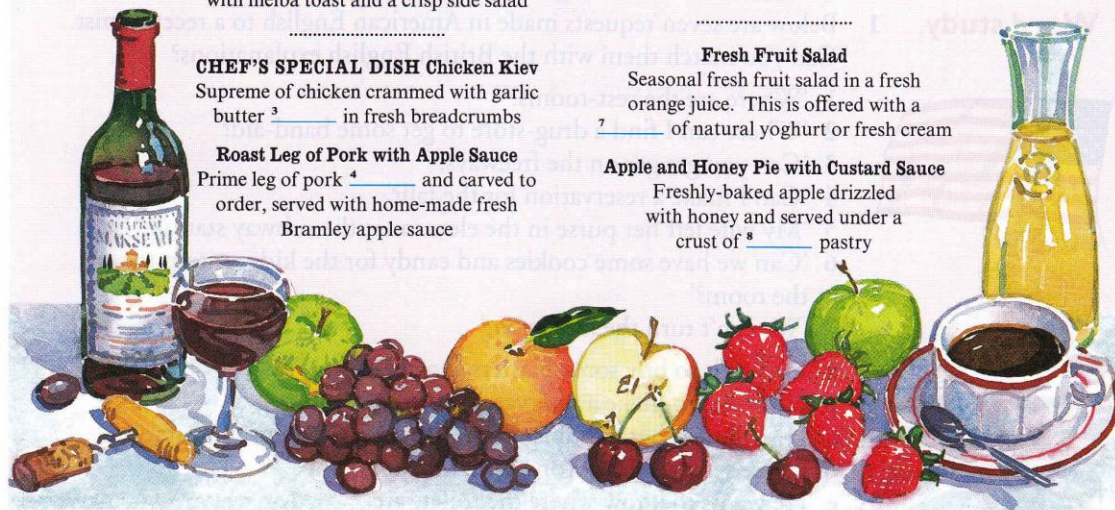 with melba toast and a crisp side salad
CHEF'S SPECIAL DISH Chicken Kiev
Supreme of chicken crammed with garlic
butter 3 ______ in fresh breadcrumbs
Roast Leg of Pork with Apple Sauce
Prime leg of pork 4 ______ and carved to
order, served with home-made fresh
Bramley apple sauce
Fresh Fruit Salad
Seasonal fresh fruit salad in a fresh
orange juice. This is offered with a
7 ______ of natural yoghurt or fresh cream
Apple and Honey Pie with Custard Sauce
Freshly-baked apple drizzled
with honey and served under a
crust of 8 ______ pastry